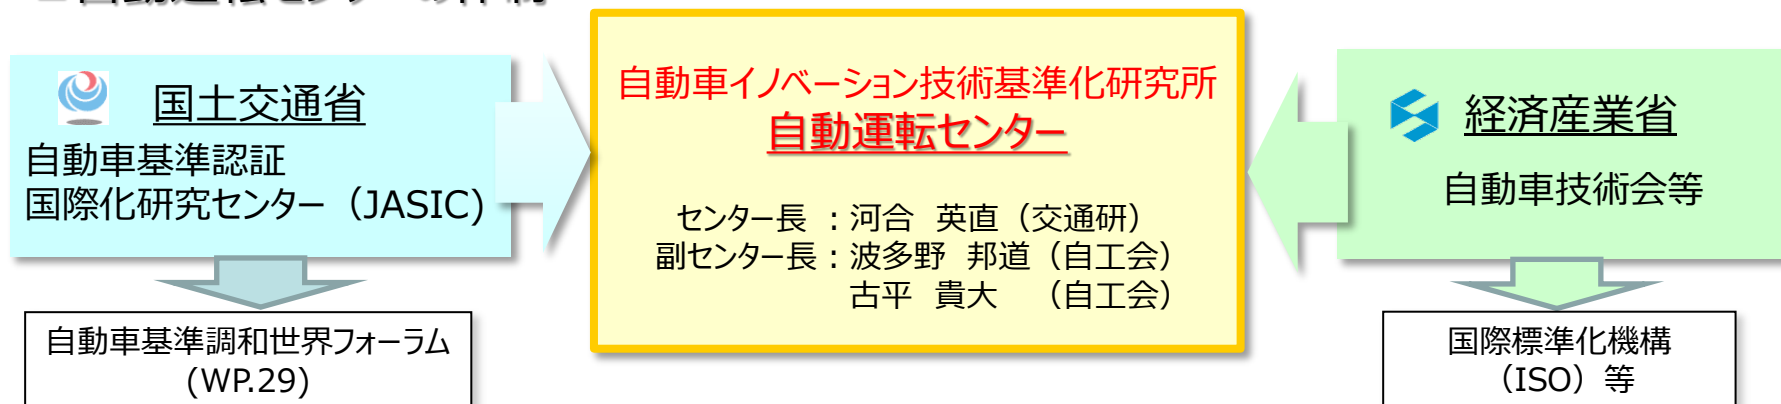 国土交通省
自動車基準認証
国際化研究センター（JASIC）
自動車基準調和世界フォーラム
(WP.29)
自動車イノベーション技術基準化研究所
自動運転センター
センター長 ：河合 英直（交通研）
副センター長：波多野 邦道（自工会）
古平 貴大 （自工会）
経済産業省
自動車技術会等
国際標準化機構
（ISO）等